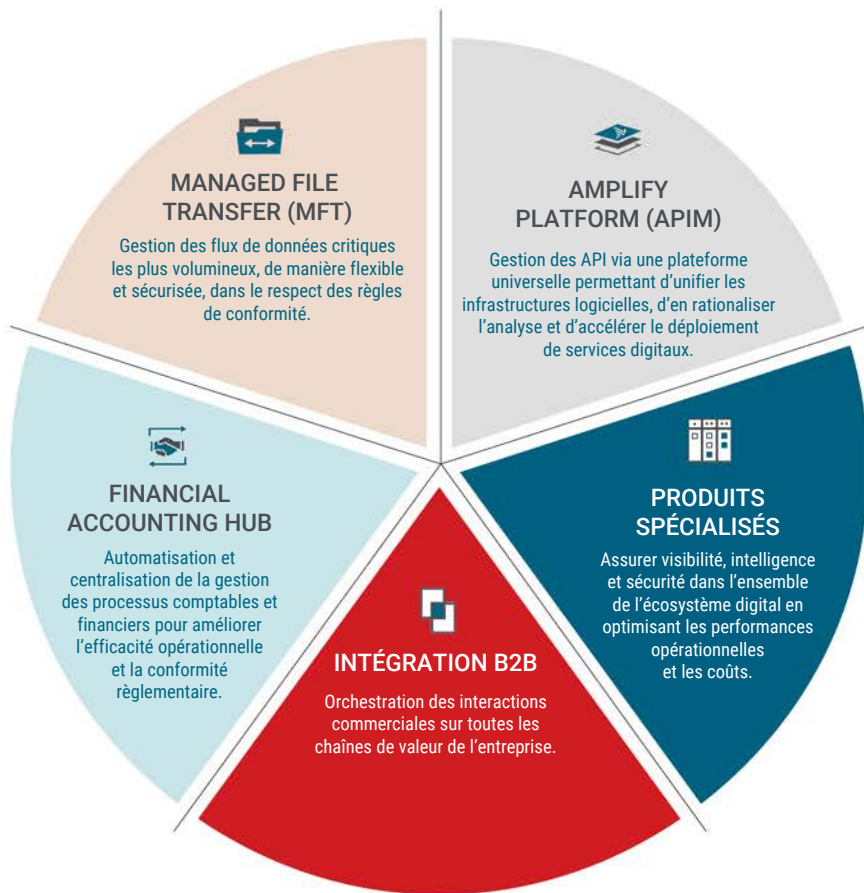 MANAGED FILE
TRANSFER (MFT)
Gestion des flux de données critiques
les plus volumineux, de manière flexible
et sécurisée, dans le respect des règles
de conformité.
AMPLIFY
PLATFORM (APIM)
Gestion des API via une plateforme
universelle permettant d'unifier les
infrastructures logicielles, d'en rationaliser
l'analyse et d'accélérer le déploiement
de services digitaux.
FINANCIAL
ACCOUNTING HUB
Automatisation et
centralisation de la gestion
des processus comptables et
financiers pour améliorer
l'efficacité opérationnelle
et la conformité
règlementaire.
INTÉGRATION B2B
Orchestration des interactions
commerciales sur toutes les
chaînes de valeur de l'entreprise.
PRODUITS
SPÉCIALISÉS
Assurer visibilité, intelligence
et sécurité dans l'ensemble
de l'écosystème digital en
optimisant les performances
opérationnelles
et les coûts.